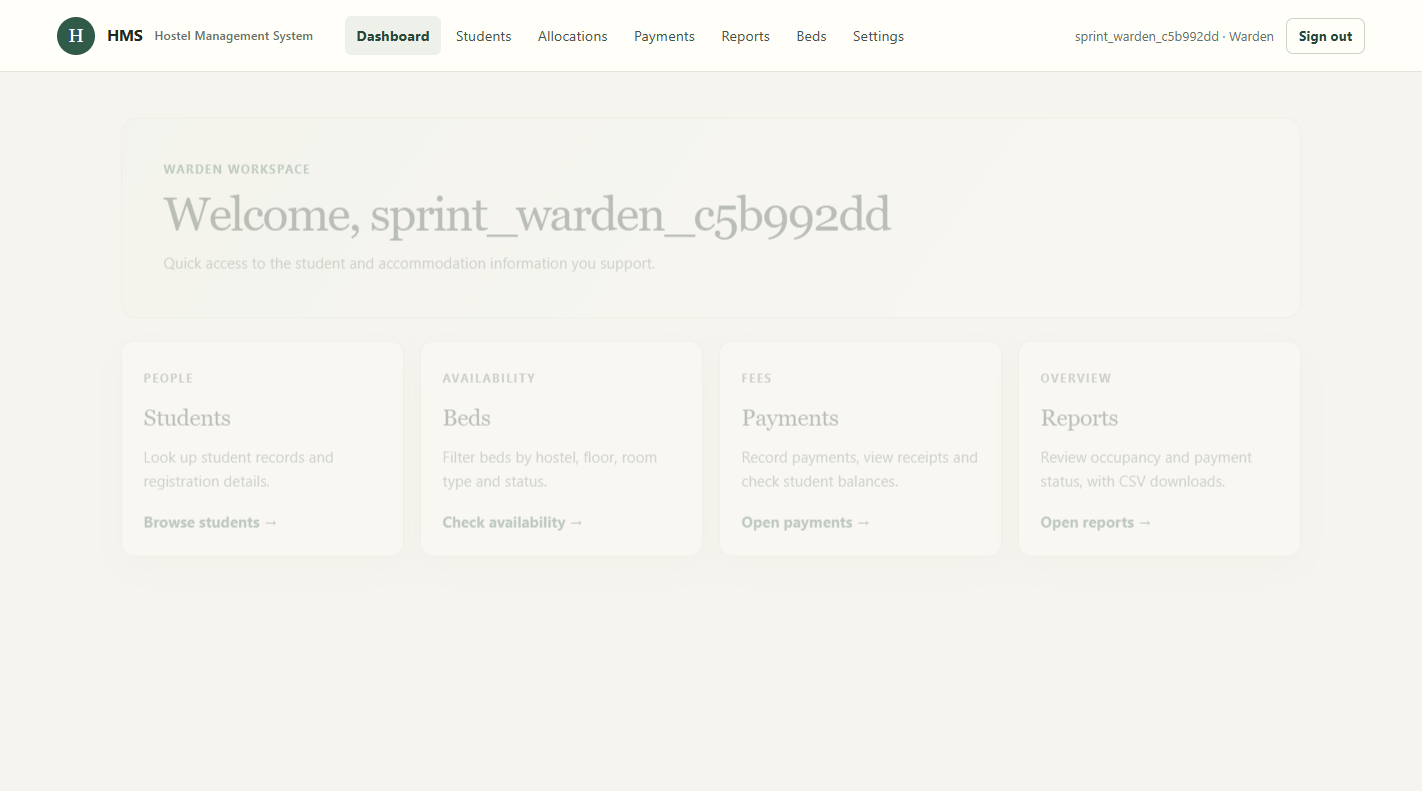 H HMS Hostel Management System Dashboard Students Allocations Payments Reports Beds Settings sprint_warden_c5b992dd · Warden Sign out
WARDEN WORKSPACE
Welcome, sprint_warden_c5b992dd
Quick access to the student and accommodation information you support.
PEOPLE
Students
Look up student records and
registration details.
Browse students →
AVAILABILITY
Beds
Filter beds by hostel, floor, room
type and status.
Check availability →
FEES
Payments
Record payments, view receipts and
check student balances.
Open payments →
OVERVIEW
Reports
Review occupancy and payment
status, with CSV downloads.
Open reports →